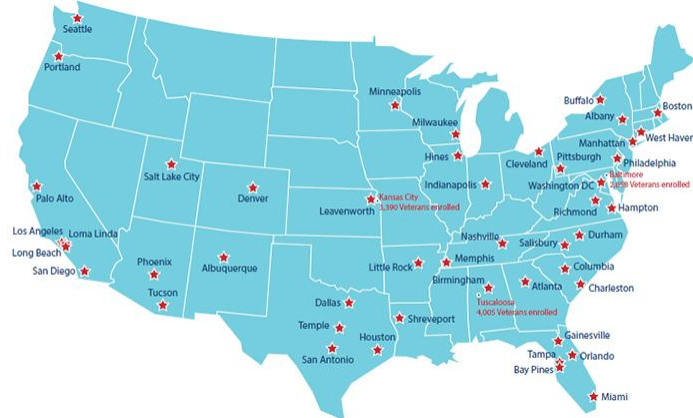 Seattle
Portland
Minneapolis
Buffalo
Boston
Albany
Milwaukee
West Haven
Manhattan
Hines
Cleveland
Pittsburgh
Philadelphia
Salt Lake City
Baltimore
Indianapolis
Washington DC
2,058 Veterans enrolled
Denver
Palo Alto
Kansas City
Leavenworth
3,390 Veterans enrolled
Richmond
Hampton
Los Angeles
Loma Linda
Nashville
Durham
Salisbury
Long Beach
Phoenix
Albuquerque
Little Rock
Memphis
San Diego
Columbia
Birmingham
Atlanta
Charleston
Tucson
Dallas
Tuscaloosa
4,005 Veterans enrolled
Shreveport
Temple
Houston
Gainesville
San Antonio
Tampa
Orlando
Bay Pines
Miami